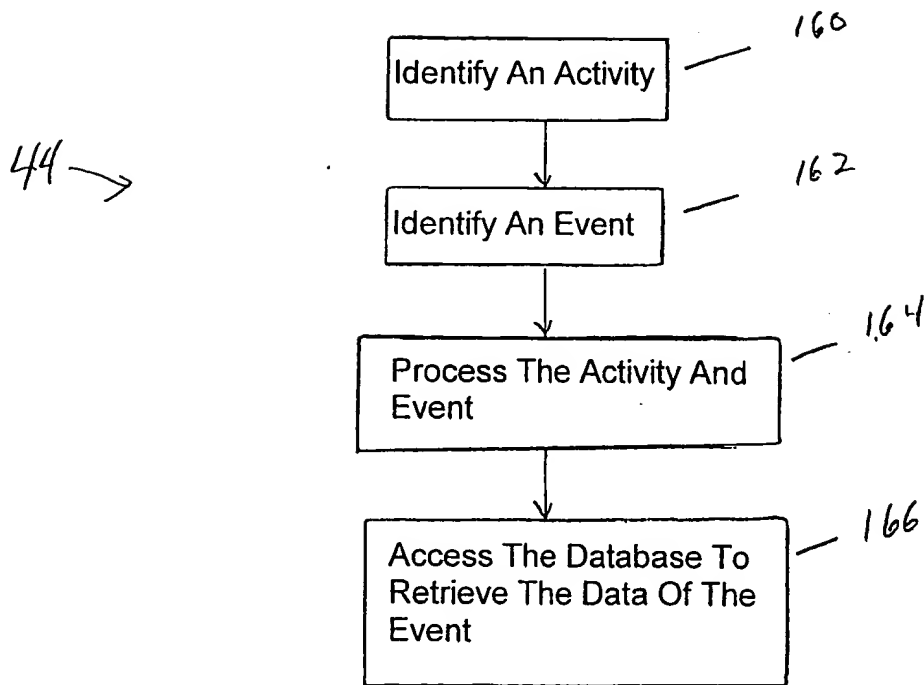 160
Identify An Activity
44
162
Identify An Event
164
Process The Activity And
Event
166
Access The Database To
Retrieve The Data Of The
Event